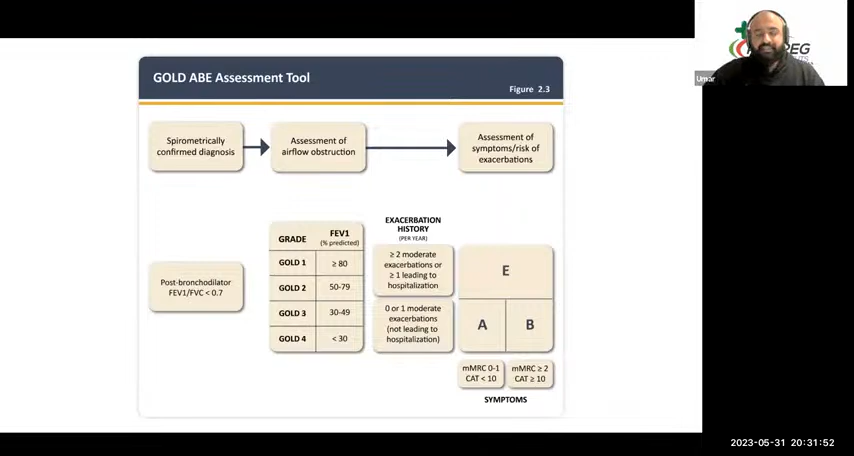 GOLD ABE Assessment Tool
Figure 2.3
Spirometrically
confirmed diagnosis
Assessment of
airflow obstruction
Assessment of
symptoms/risk of
exacerbations
Post-bronchodilator
FEV1/FVC < 0.7
GRADE
FEV1
(% predicted)
GOLD 1
≥ 80
GOLD 2
50-79
GOLD 3
30-49
GOLD 4
< 30
EXACERBATION
HISTORY
(PER YEAR)
≥ 2 moderate
exacerbations or
≥ 1 leading to
hospitalization
0 or 1 moderate
exacerbations
(not leading to
hospitalization)
E
A
B
mMRC 0-1
CAT < 10
mMRC ≥ 2
CAT ≥ 10
SYMPTOMS
Umar
2023-05-31 20:31:52